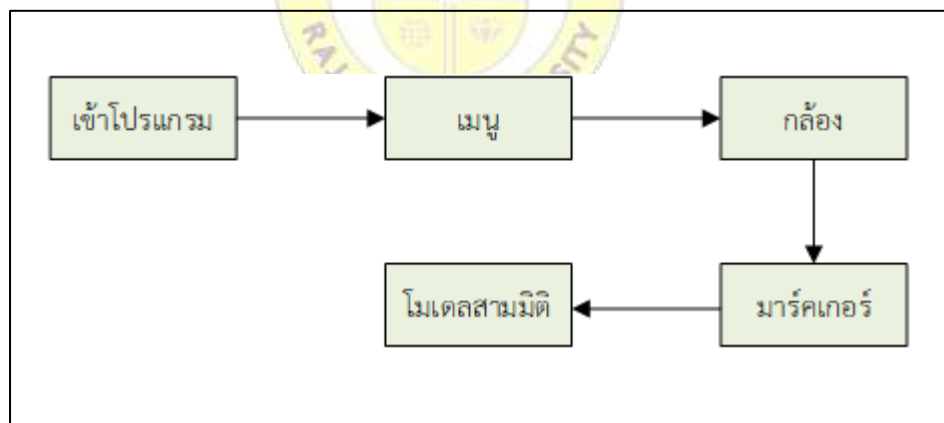 เข้าโปรแกรม
เมนู
กล้อง
มาร์คเกอร์
โมเดลสามมิติ